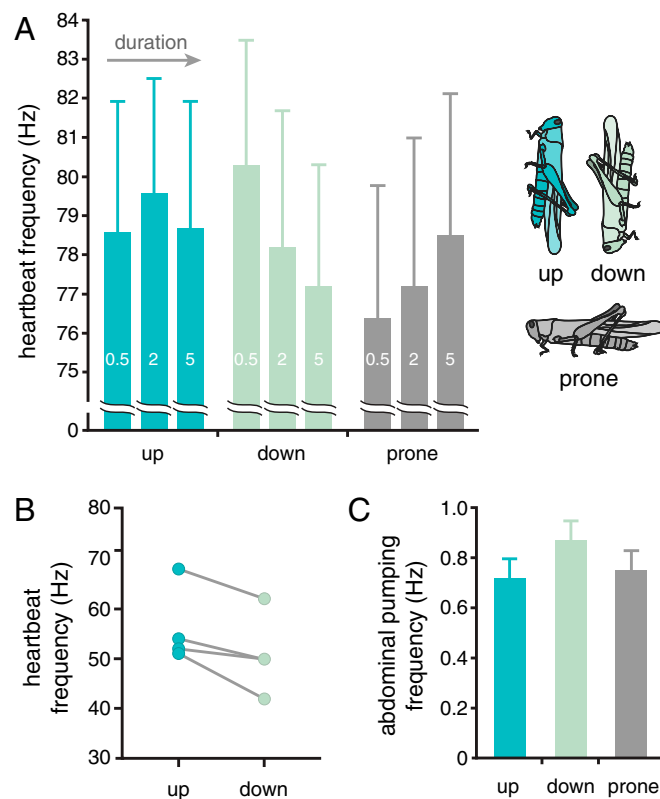 A
heartbeat frequency (Hz)
84
83
82
81
80
79
78
77
76
75
0
duration
0.5 2 5
0.5 2 5
0.5 2 5
up down prone
up down
prone
B
heartbeat
frequency (Hz)
80
70
60
50
40
30
up down
C
abdominal pumping
frequency (Hz)
1.0
0.8
0.6
0.4
0.2
0
up down prone